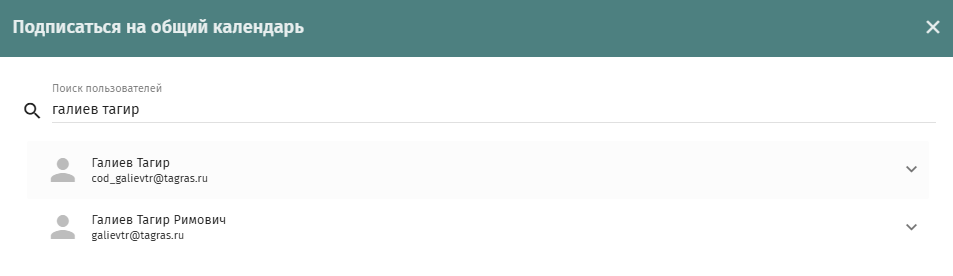 Подписаться на общий календарь
Поиск пользователей
галиев тагир
Галиев Тагир
cod_galievtr@tagras.ru
Галиев Тагир Римович
galievtr@tagras.ru